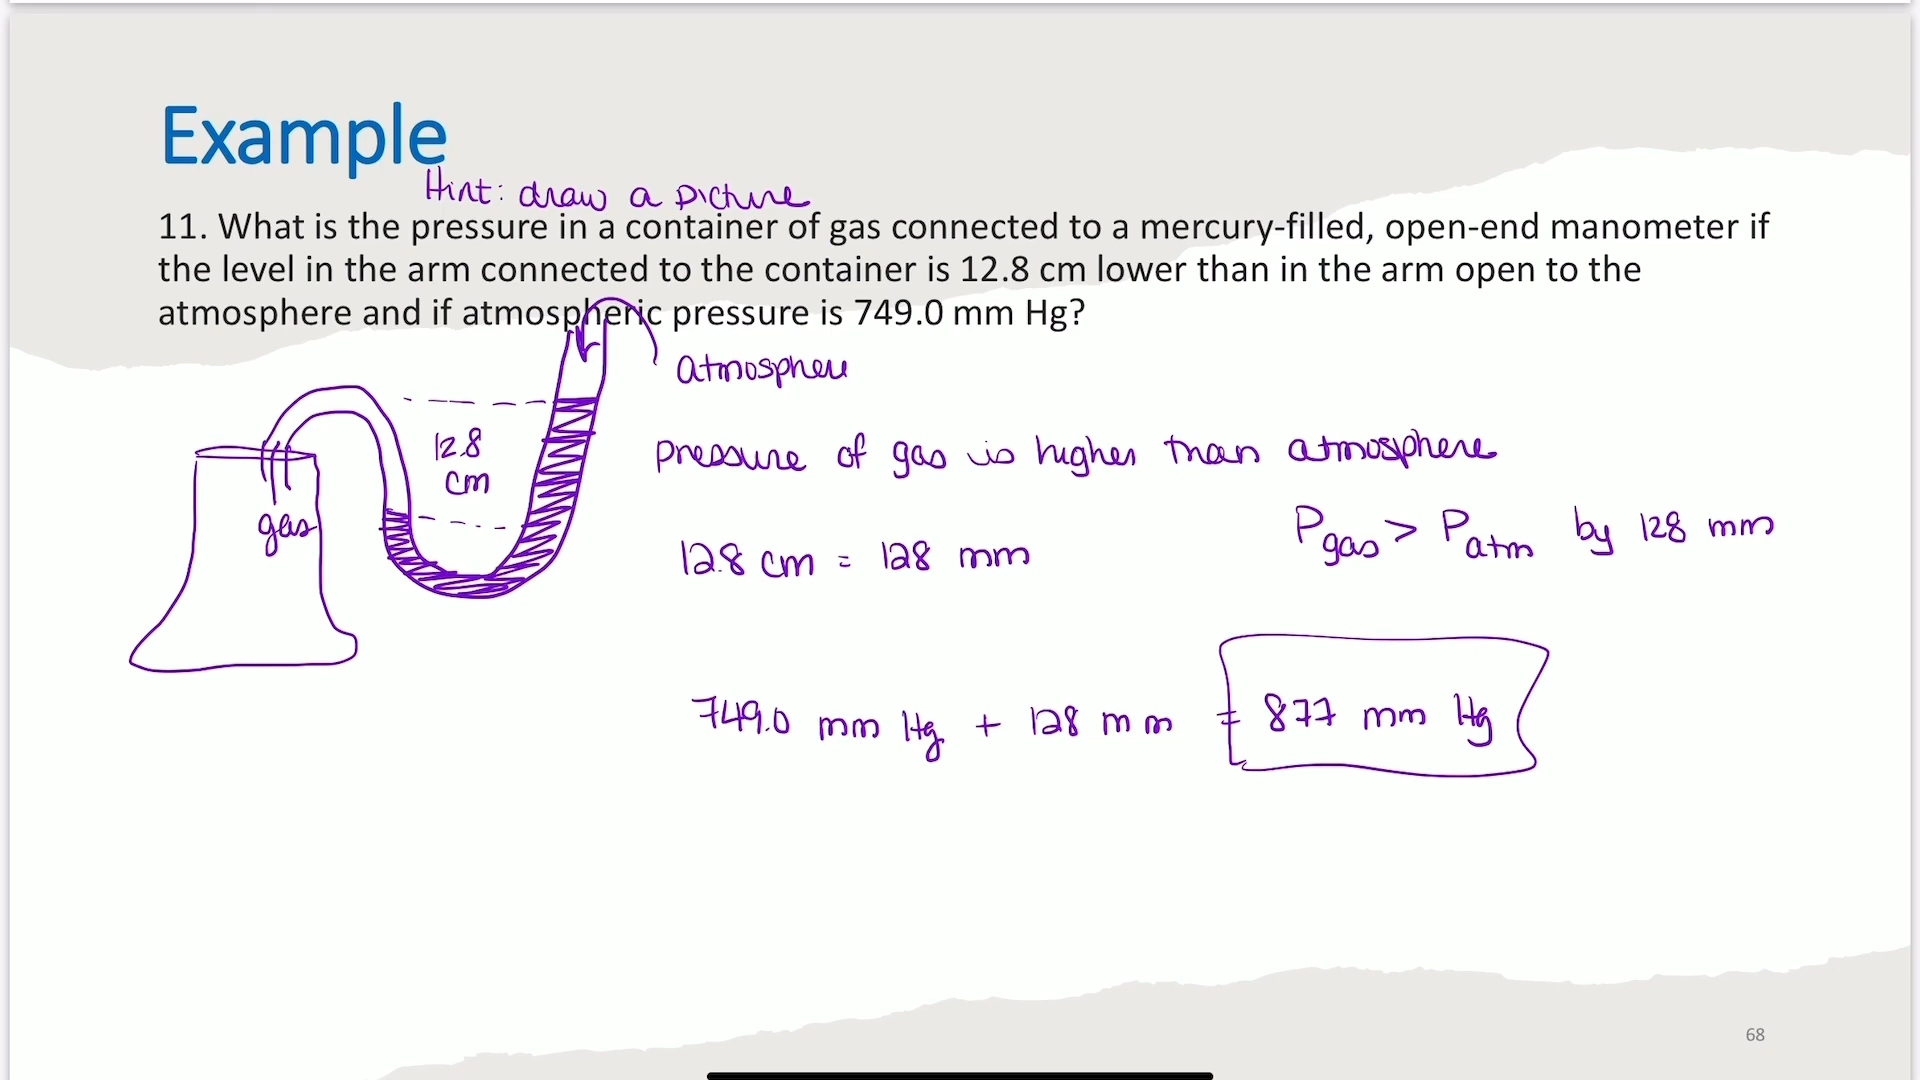 Example
Hint: draw a picture
11. What is the pressure in a container of gas connected to a mercury-filled, open-end manometer if
the level in the arm connected to the container is 12.8 cm lower than in the arm open to the
atmosphere and if atmospheric pressure is 749.0 mm Hg?
atmosphere
12.8
cm
gas
pressure of gas is higher than atmosphere
P gas > P atm by 128 mm
12.8 cm = 128 mm
749.0 mm Hg + 128 mm = 877 mm Hg
68